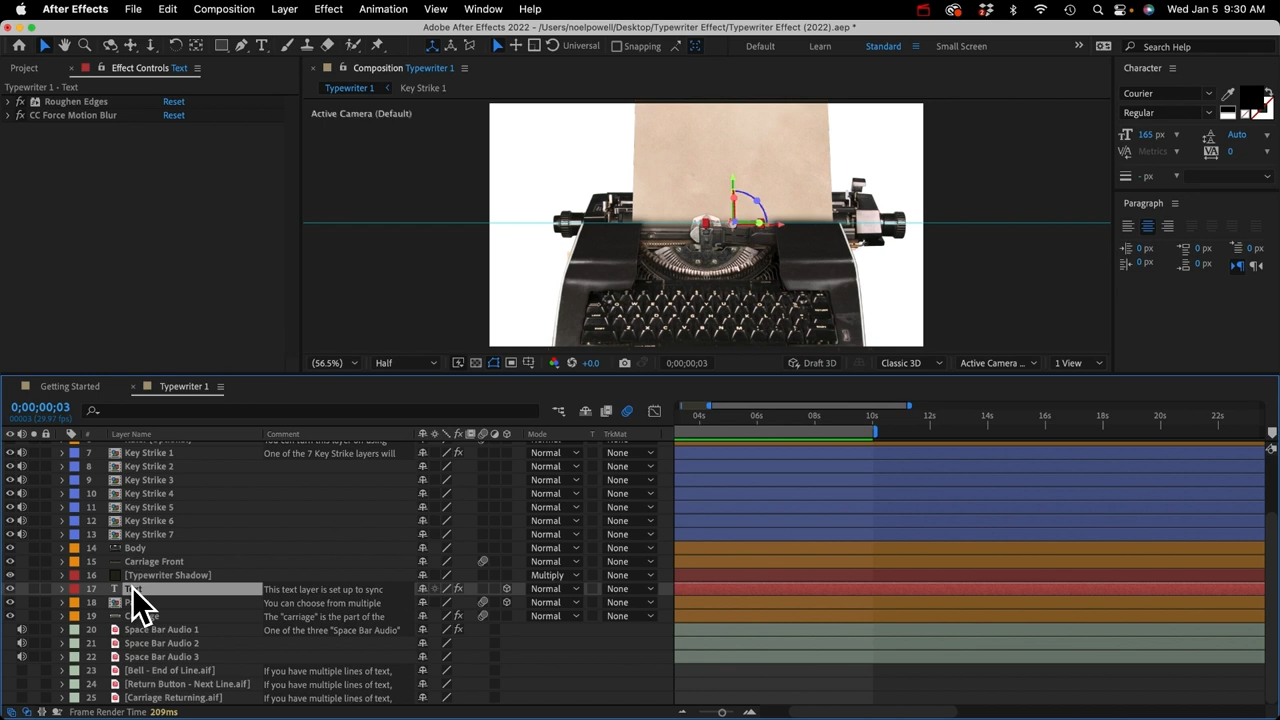 After Effects File Edit Composition Layer Effect Animation View Window Help Wed Jan 5 9:30 AM
Adobe After Effects 2022 - /Users/noelpowell/Desktop/Typewriter Effect/Typewriter Effect (2022).aep *
Universal Snapping Default Learn Standard Small Screen Search Help
Project Effect Controls Text
Composition Typewriter 1
Character
Typewriter 1 • Text
Typewriter 1 Key Strike 1
Courier
fx Roughen Edges Reset
fx CC Force Motion Blur Reset
Active Camera (Default)
Regular
165 px Auto
Metrics 0
- px
Paragraph
0 px 0 px 0 px
0 px 0 px
(56.5%) Half +0.0 0;00;00;03 Draft 3D Classic 3D Active Camera ... 1 View
Getting Started Typewriter 1
0;00;00;03
00003 (29.97 fps)
04s 06s 08s 10s 12s 14s 16s 18s 20s 22s
# Layer Name Comment Mode T TrkMat
You can turn this layer on using
7 Key Strike 1 One of the 7 Key Strike layers will Normal None
8 Key Strike 2 Normal None
9 Key Strike 3 Normal None
10 Key Strike 4 Normal None
11 Key Strike 5 Normal None
12 Key Strike 6 Normal None
13 Key Strike 7 Normal None
14 Body Normal None
15 Carriage Front Normal None
16 [Typewriter Shadow] Multiply None
17 T This text layer is set up to sync Normal None
18 You can choose from multiple Normal None
19 The "carriage" is the part of the Normal None
20 Space Bar Audio 1 One of the three "Space Bar Audio"
21 Space Bar Audio 2
22 Space Bar Audio 3
23 [Bell - End of Line.aif] If you have multiple lines of text,
24 [Return Button - Next Line.aif] If you have multiple lines of text,
25 [Carriage Returning.aif] If you have multiple lines of text,
Frame Render Time 209ms